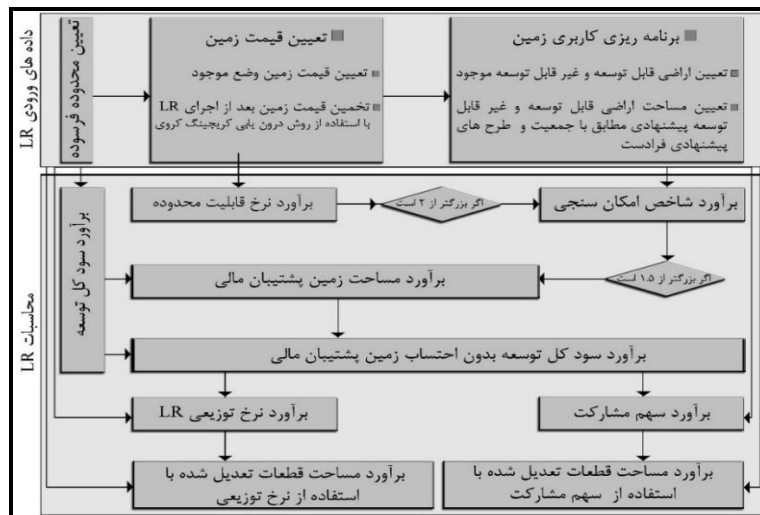 داده های ورودی LR
برنامه ریزی کاربری زمین
تعیین اراضی قابل توسعه و غیر قابل توسعه موجود
تعیین مساحت اراضی قابل توسعه و غیر قابل
توسعه پیشنهادی مطابق با جمعیت و طرح های
پیشنهادی فرادست
تعیین قیمت زمین
تعیین قیمت زمین وضع موجود
تخمین قیمت زمین بعد از اجرای LR
با استفاده از روش درون یابی کریجینگ کروی
تعیین محدوده فرسوده
محاسبات LR
برآورد شاخص امکان سنجی
اگر بزرگتر از ۲ است
برآورد نرخ قابلیت محدوده
برآورد سود کل توسعه
اگر بزرگتر از ۱.۵ است
برآورد مساحت زمین پشتیبان مالی
برآورد سود کل توسعه بدون احتساب زمین پشتیبان مالی
برآورد سهم مشارکت
برآورد نرخ توزیعی LR
برآورد مساحت قطعات تعدیل شده با
استفاده از سهم مشارکت
برآورد مساحت قطعات تعدیل شده با
استفاده از نرخ توزیعی